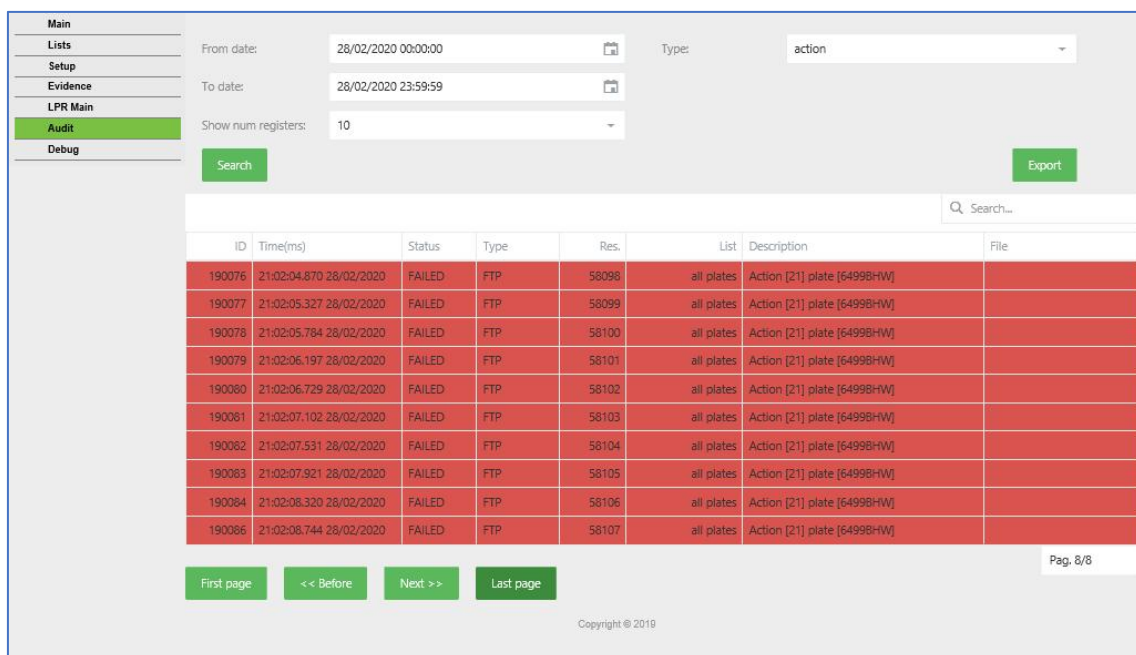 Main
Lists
Setup
Evidence
LPR Main
Audit
Debug
From date: 28/02/2020 00:00:00 Type: action
To date: 28/02/2020 23:59:59
Show num registers: 10
Search Export
Search...
ID Time(ms) Status Type Res. List Description File
190076 21:02:04.870 28/02/2020 FAILED FTP 58098 all plates Action [21] plate [6499BHW]
190077 21:02:05.327 28/02/2020 FAILED FTP 58099 all plates Action [21] plate [6499BHW]
190078 21:02:05.784 28/02/2020 FAILED FTP 58100 all plates Action [21] plate [6499BHW]
190079 21:02:06.197 28/02/2020 FAILED FTP 58101 all plates Action [21] plate [6499BHW]
190080 21:02:06.729 28/02/2020 FAILED FTP 58102 all plates Action [21] plate [6499BHW]
190081 21:02:07.102 28/02/2020 FAILED FTP 58103 all plates Action [21] plate [6499BHW]
190082 21:02:07.531 28/02/2020 FAILED FTP 58104 all plates Action [21] plate [6499BHW]
190083 21:02:07.921 28/02/2020 FAILED FTP 58105 all plates Action [21] plate [6499BHW]
190084 21:02:08.320 28/02/2020 FAILED FTP 58106 all plates Action [21] plate [6499BHW]
190086 21:02:08.744 28/02/2020 FAILED FTP 58107 all plates Action [21] plate [6499BHW]
Pag. 8/8
First page << Before Next >> Last page
Copyright © 2019